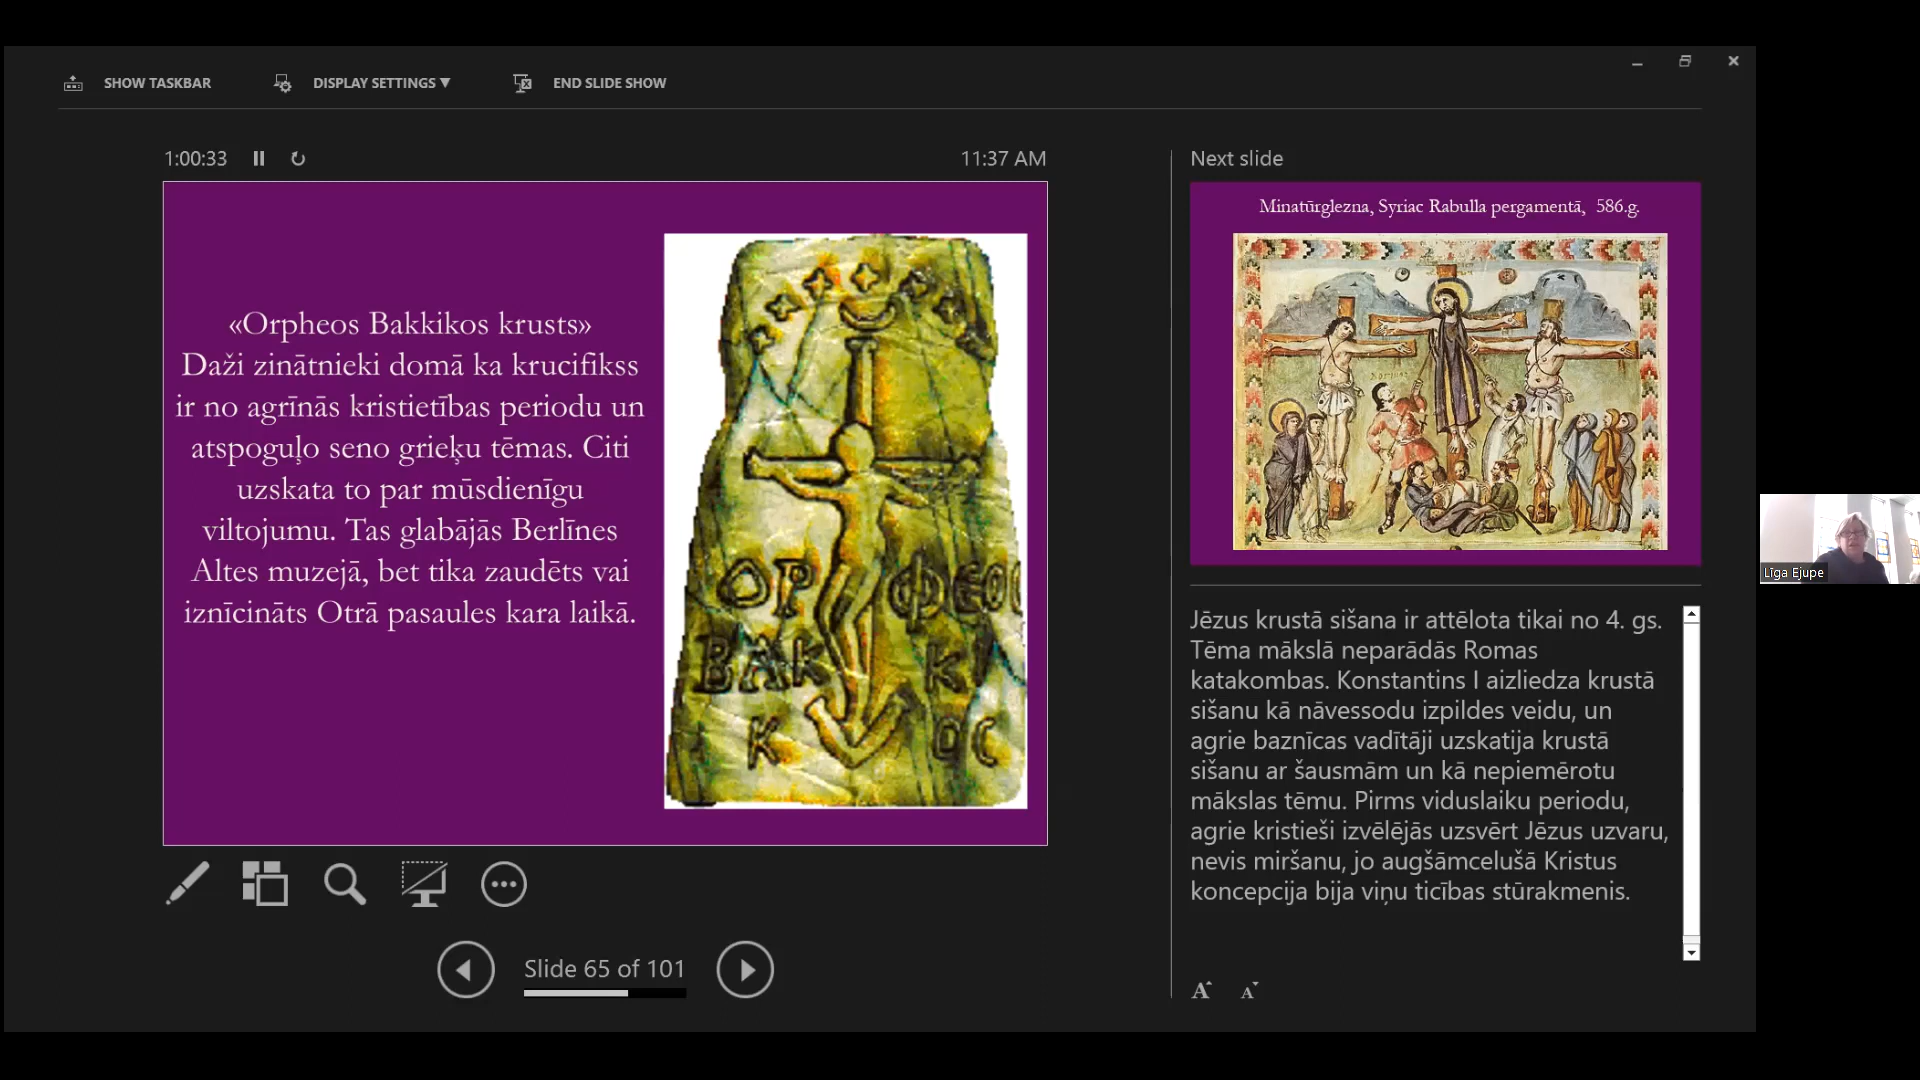 SHOW TASKBAR
DISPLAY SETTINGS ▼
END SLIDE SHOW
1:00:33
11:37 AM
«Orpheos Bakkikos krusts»
Daži zinātnieki domā ka krucifikss
ir no agrīnās kristietības periodu un
atspoguļo seno grieķu tēmas. Citi
uzskata to par mūsdienīgu
viltojumu. Tas glabājās Berlīnes
Altes muzejā, bet tika zaudēts vai
iznīcināts Otrā pasaules kara laikā.
ΟΡ ΦΕΟC
ΒΑΚ Κ
Κ ΟC
Slide 65 of 101
Next slide
Minatūrglezna, Syriac Rabulla pergamentā, 586.g.
Jēzus krustā sišana ir attēlota tikai no 4. gs.
Tēma mākslā neparādās Romas
katakombas. Konstantins I aizliedza krustā
sišanu kā nāvessodu izpildes veidu, un
agrie baznīcas vadītāji uzskatija krustā
sišanu ar šausmām un kā nepiemērotu
mākslas tēmu. Pirms viduslaiku periodu,
agrie kristieši izvēlējās uzsvērt Jēzus uzvaru,
nevis miršanu, jo augšāmcelušā Kristus
koncepcija bija viņu ticības stūrakmenis.
A A
Līga Ejupe